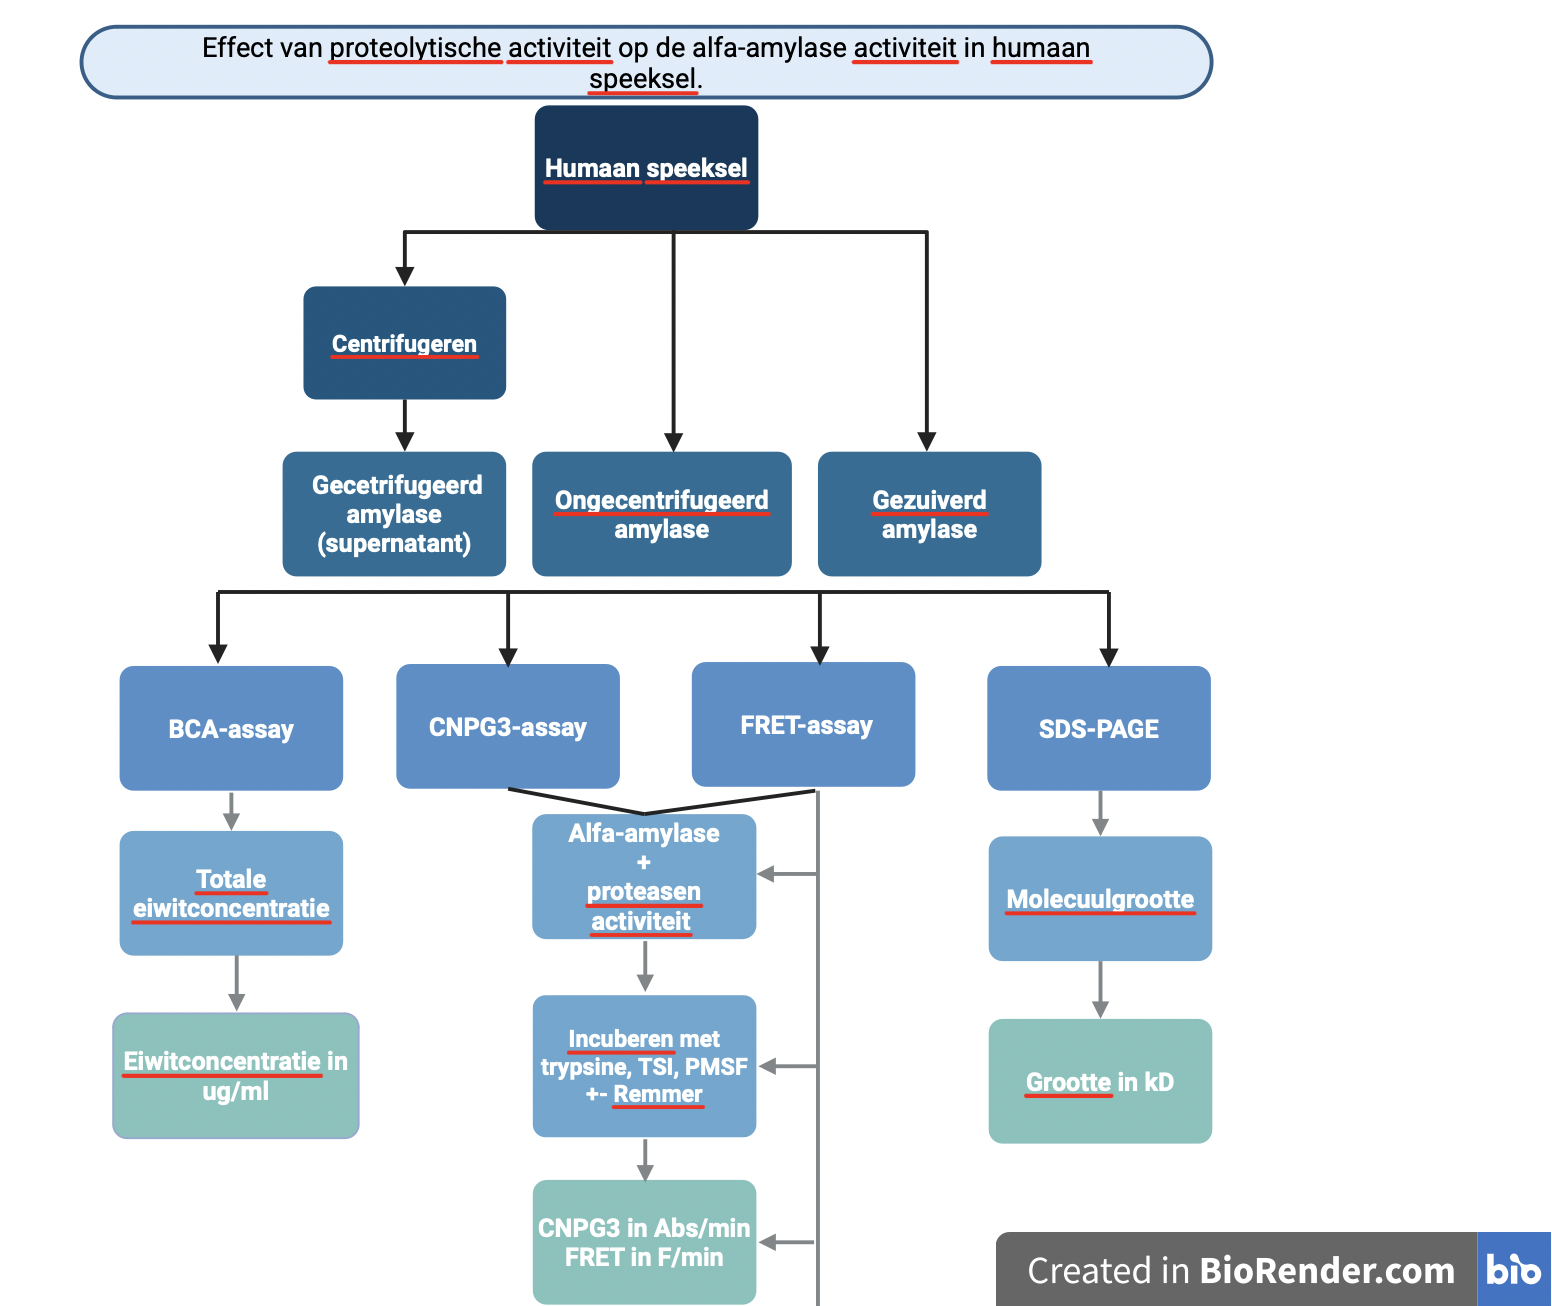 Effect van proteolytische activiteit op de alfa-amylase activiteit in humaan
speeksel.
Humaan speeksel
Centrifugeren
Gecetrifugeerd
amylase
(supernatant)
Ongecentrifugeerd
amylase
Gezuiverd
amylase
BCA-assay
CNPG3-assay
FRET-assay
SDS-PAGE
Totale
eiwitconcentratie
Alfa-amylase
+
proteasen
activiteit
Molecuulgrootte
Eiwitconcentratie in
ug/ml
Incuberen met
trypsine, TSI, PMSF
+- Remmer
Grootte in kD
CNPG3 in Abs/min
FRET in F/min
Created in BioRender.com bio